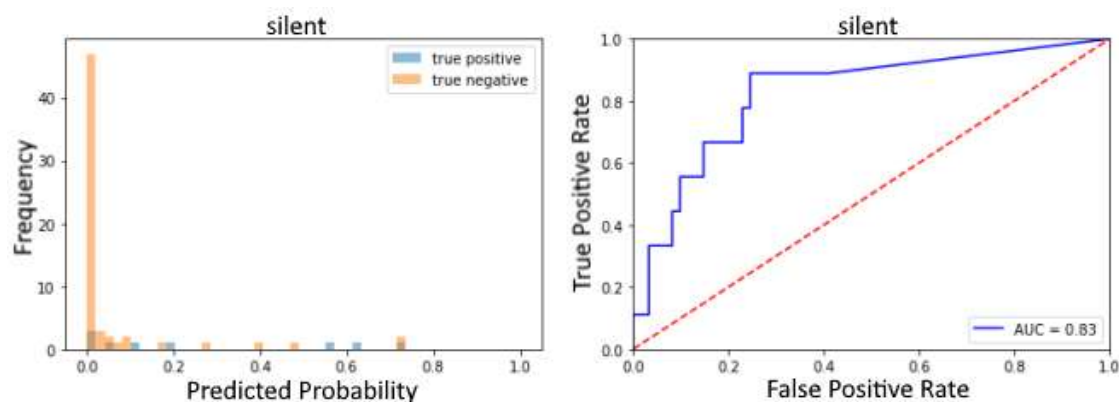 silent
true positive
true negative
Frequency
40
30
20
10
0
0.0 0.2 0.4 0.6 0.8 1.0
Predicted Probability
silent
True Positive Rate
1.0
0.8
0.6
0.4
0.2
0.0
AUC = 0.83
0.0 0.2 0.4 0.6 0.8 1.0
False Positive Rate